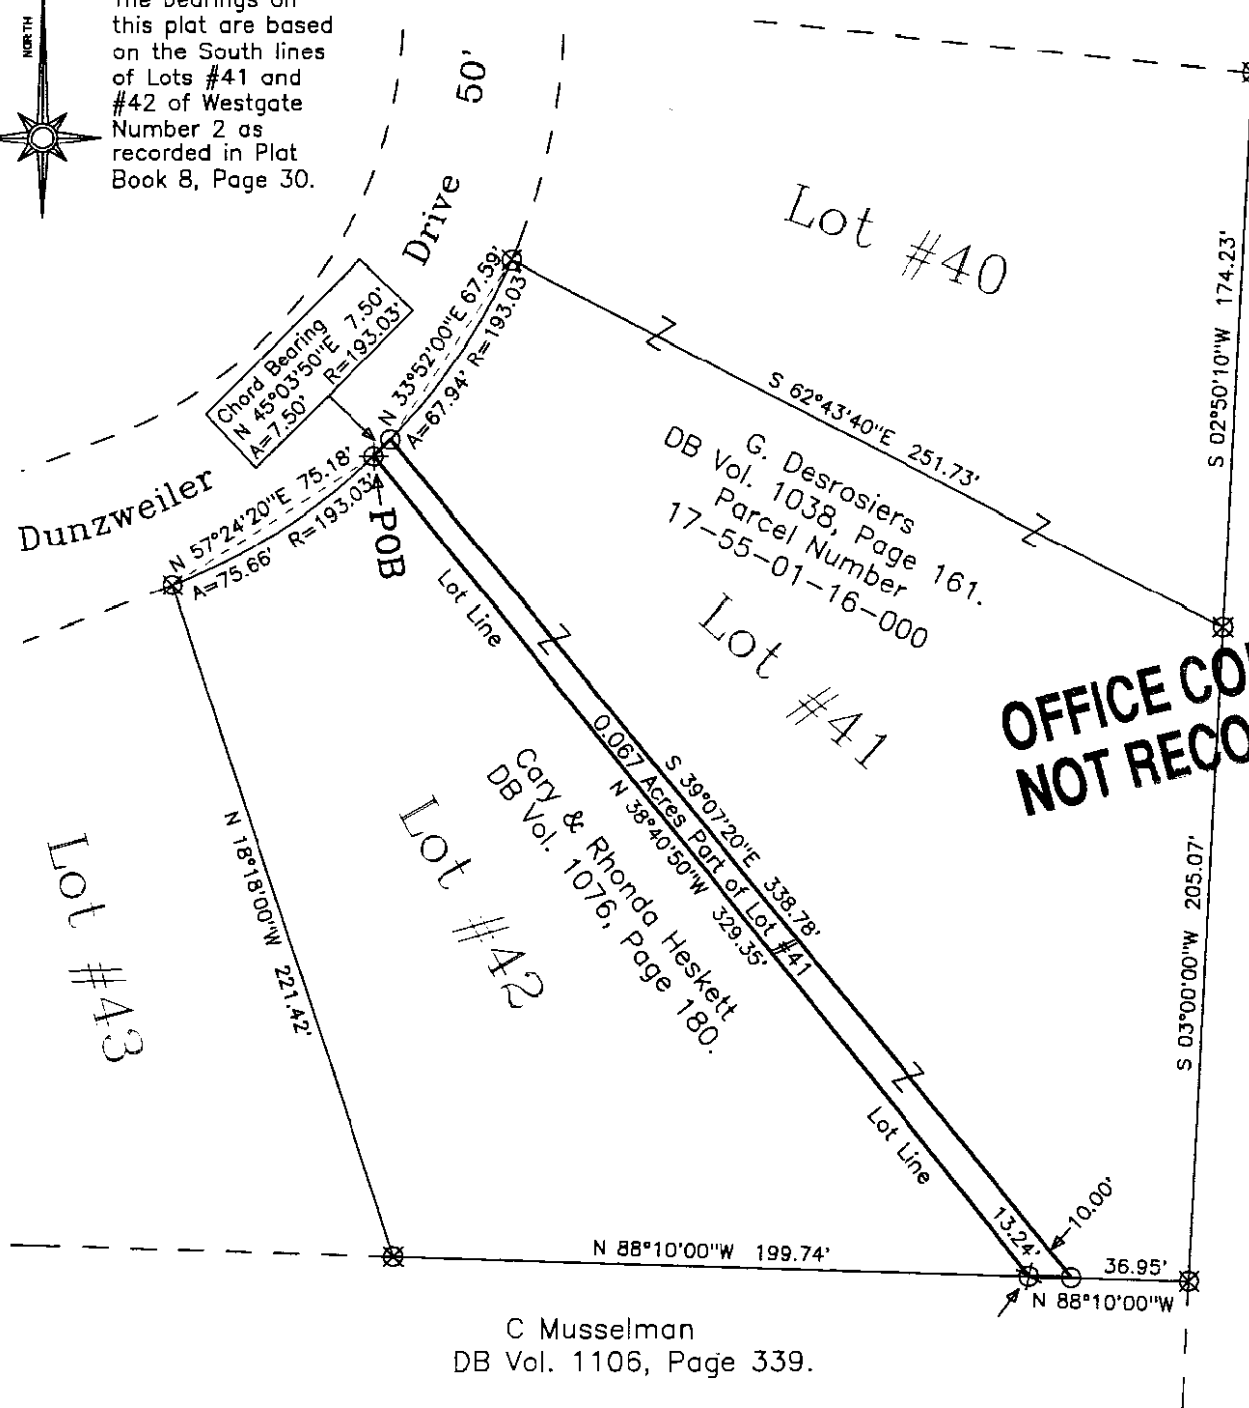 NORTH
The bearings on
this plat are based
on the South lines
of Lots #41 and
#42 of Westgate
Number 2 as
recorded in Plat
Book 8, Page 30.
50'
Dunzweiler Drive
Lot #40
S 02°50'10"W 174.23'
Chord Bearing
N 45°03'50"E 7.50'
A=7.50' R=193.03'
N 33°52'00"E 67.59'
A=67.94' R=193.03'
S 62°43'40"E 251.73'
G. Desrosiers
DB Vol. 1038, Page 161.
Parcel Number
17-55-01-16-000
Lot #41
N 57°24'20"E 75.18'
A=75.66' R=193.03'
POB
Lot Line
OFFICE
NOT
S 39°07'20"E 338.78'
0.067 Acres Part of Lot #41
N 38°40'50"W 329.35'
Cary & Rhonda Heskett
DB Vol. 1076, Page 180.
Lot #42
N 18°18'00"W 221.42'
Lot #43
S 03°00'00"W 205.07'
Lot Line
13.24'
10.00'
N 88°10'00"W 199.74'
36.95'
N 88°10'00"W
C Musselman
DB Vol. 1106, Page 339.